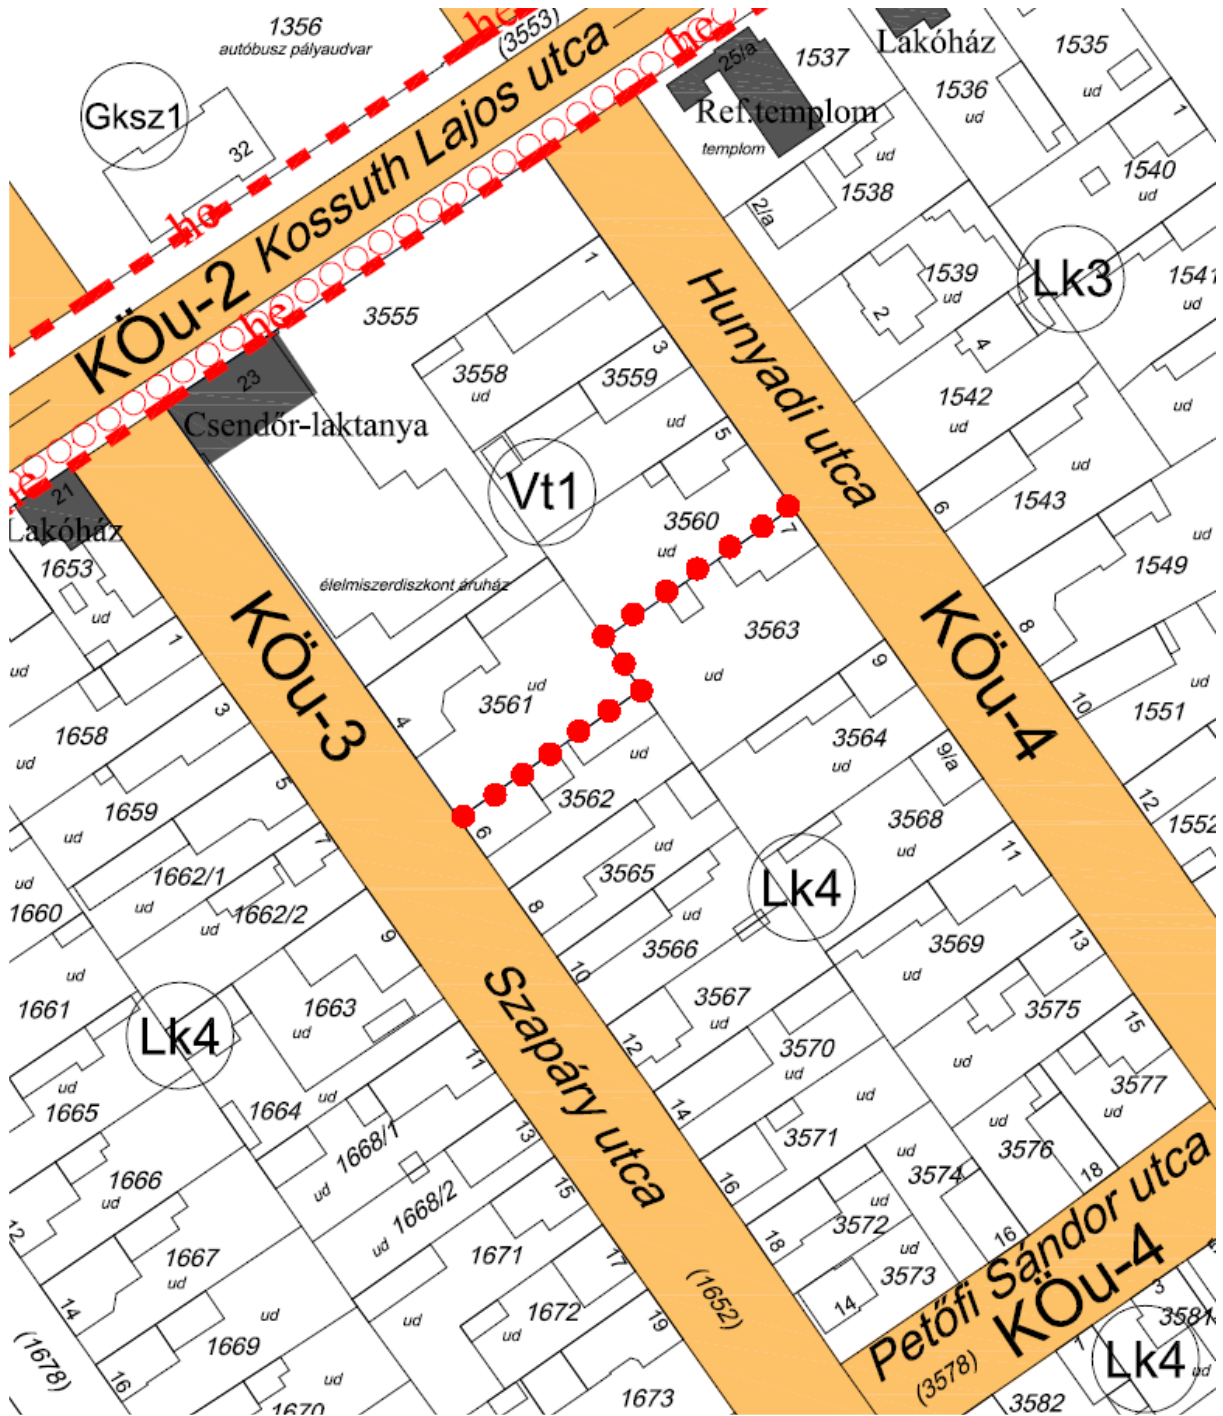 1356
autóbusz pályaudvar
he
(3553)
he
Gksz1
32
he
KÖu-2 Kossuth Lajos utca
25/a
Ref.templom
templom
1537
Lakóház
1535
ud
1536
ud
1
1540
ud
ud
1538
2/a
1539
ud
2
Lk3
1541
ud
4
3555
he
1
3558
ud
3559
3
Hunyadi utca
1542
ud
ud
23
Csendőr-laktanya
5
Vt1
3560
ud
7
6
1543
ud
ud
1549
21
Lakóház
1653
ud
élelmiszerdiszkont áruház
KÖu-3
3563
ud
9
KÖu-4
8
10
ud
1551
ud
1
3
1658
ud
4
3561
ud
3564
ud
9/a
12
1552
5
1659
ud
ud
3562
6
3568
ud
7
1662/1
ud
1662/2
ud
ud
1660
8
3565
ud
Lk4
11
9
ud
1661
10
3566
ud
3569
ud
13
Szapáry utca
1663
ud
Lk4
3567
ud
12
3575
ud
15
11
3570
ud
ud
14
3577
ud
ud
1665
1664
ud
1668/1
ud
13
3571
ud
ud
3576
ud
18
1666
ud
1668/2
ud
15
16
3574
ud
3572
12
1667
ud
1671
17
18
ud
3573
16
Petőfi Sándor utca
KÖu-4
14
14
(1678)
1669
ud
ud
1672
ud
19
(1652)
(3578)
3
3581
1
Lk4
ud
16
ud
1670
1673
3582